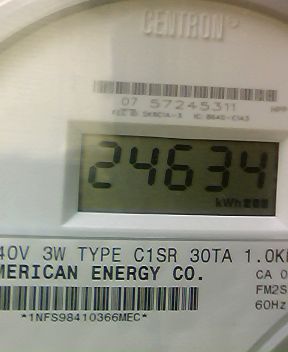 CENTRON
07 57245311
24634
kWh
40V 3W TYPE C1SR 30TA 1.0K
MERICAN ENERGY CO.
CA 0
FM2S
60Hz
*1NFS98410366MEC*